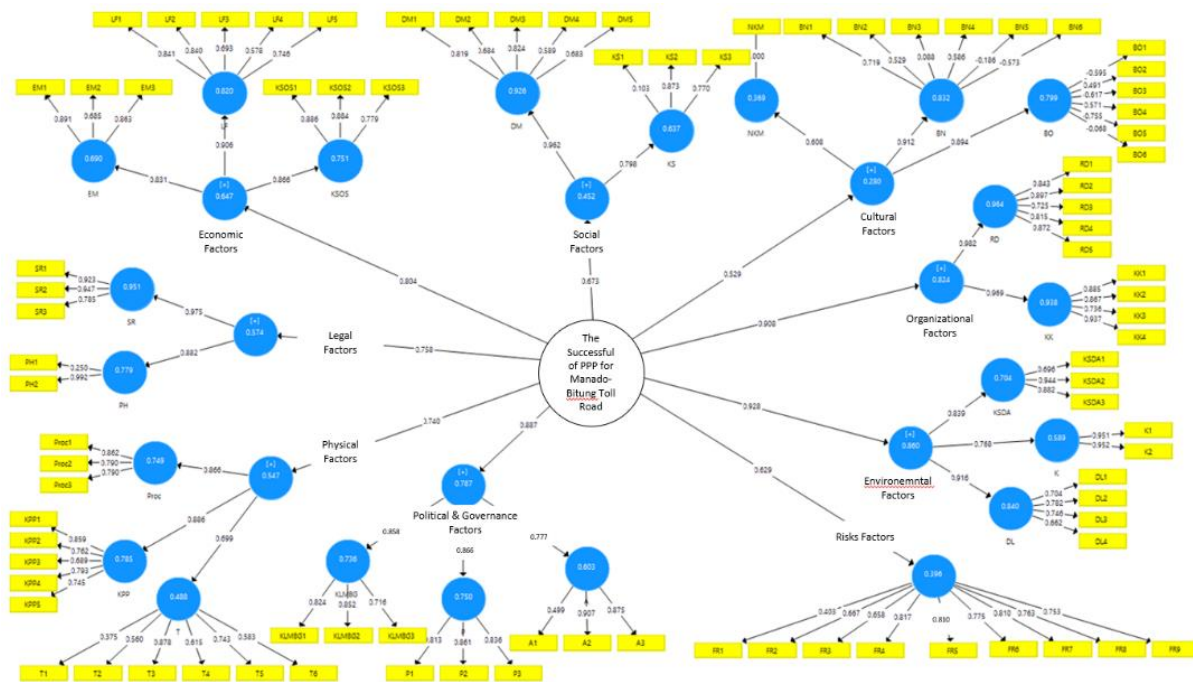 LF1 LF2 LF3 LF4 LF5
0.841 0.840 0.693 0.578 0.746
0.820
LF
EM1 EM2 EM3
0.891 0.685 0.863
0.690
EM
KSOS1 KSOS2 KSOS3
0.886 0.884 0.779
0.751
KSOS
0.831 0.906 0.866
[+]
0.647
Economic
Factors
0.804
DM1 DM2 DM3 DM4 DM5
0.819 0.684 0.824 0.589 0.685
0.926
DM
KS1 KS2 KS3
0.103 0.873 0.770
0.637
KS
0.962 0.798
[+]
0.452
Social
Factors
0.673
NKM
.000
0.369
NKM
BN1 BN2 BN3 BN4 BN5 BN6
0.719 0.529 0.088 0.586 -0.186 -0.573
0.832
BN
BO1
BO2
BO3
BO4
BO5
BO6
-0.595
0.491
-0.617
0.571
0.755
-0.068
0.799
BO
0.608 0.912 0.894
[+]
0.280
Cultural
Factors
0.529
RD1
RD2
RD3
RD4
RD5
0.843
0.897
0.725
0.815
0.872
0.964
RD
0.982
[+]
0.824
Organizational
Factors
0.969
0.938
KK
KK1
KK2
KK3
KK4
0.885
0.867
0.736
0.937
0.908
SR1
SR2
SR3
0.923
0.947
0.785
0.951
SR
0.975
[+]
0.574
Legal
Factors
0.758
0.882
PH1
PH2
0.250
0.992
0.779
PH
The
Successful
of PPP for
Manado-
Bitung Toll
Road
KSDA1
KSDA2
KSDA3
0.696
0.944
0.862
0.704
KSDA
0.839
0.928
[+]
0.860
Environemntal
Factors
0.768
0.589
K
K1
K2
0.951
0.952
0.916
0.840
DL
DL1
DL2
DL3
DL4
0.704
0.782
0.746
0.662
Proc1
Proc2
Proc3
0.862
0.790
0.790
0.749
Proc
0.866
[+]
0.547
Physical
Factors
0.740
0.886
0.699
KPP1
KPP2
KPP3
KPP4
KPP5
0.859
0.762
0.689
0.793
0.745
0.785
KPP
0.488
T
0.375 0.560 0.878 0.615 0.743 0.583
T1 T2 T3 T4 T5 T6
0.887
[+]
0.787
Political & Governance
Factors
0.858 0.866 0.777
0.736
KLMBG
0.824 0.852 0.716
KLMBG1 KLMBG2 KLMBG3
0.750
0.813 0.861 0.836
P1 P2 P3
0.603
0.489 0.907 0.875
A1 A2 A3
0.629
Risks Factors
0.396
0.403 0.667 0.658 0.817 0.610 0.775 0.810 0.763 0.753
FR1 FR2 FR3 FR4 FR5 FR6 FR7 FR8 FR9